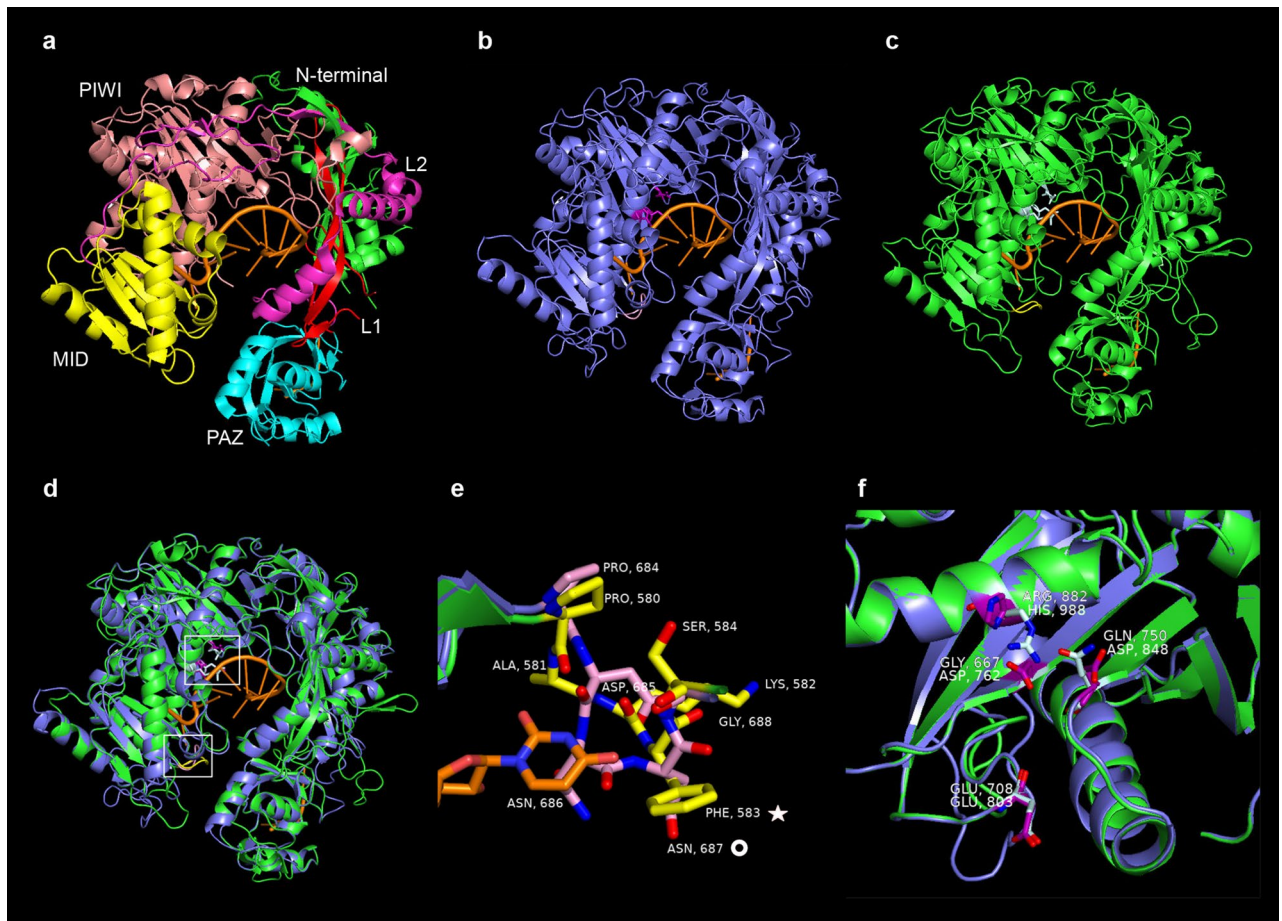 a
b
c
PIWI
N-terminal
L2
L1
MID
PAZ
d
e
f
PRO, 684
PRO, 580
SER, 584
ALA, 581
ASP, 685
LYS, 582
GLY, 688
ASN, 686
PHE, 583
ASN, 687
ARG, 882
HIS, 988
GLN, 750
ASP, 848
GLY, 667
ASP, 762
GLU, 708
GLU, 803